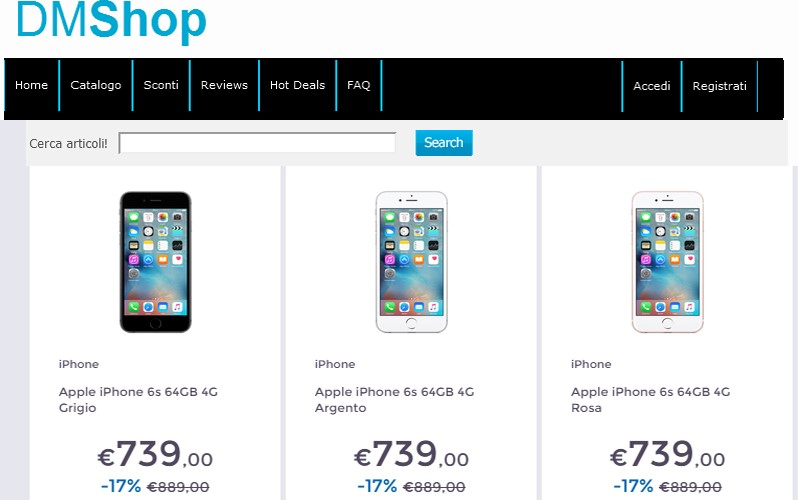 DMShop
Home Catalogo Sconti Reviews Hot Deals FAQ Accedi Registrati
Cerca articoli! Search
iPhone iPhone iPhone
Apple iPhone 6s 64GB 4G Apple iPhone 6s 64GB 4G Apple iPhone 6s 64GB 4G
Grigio Argento Rosa
€739,00 €739,00 €739,00
-17% €889,00 -17% €889,00 -17% €889,00